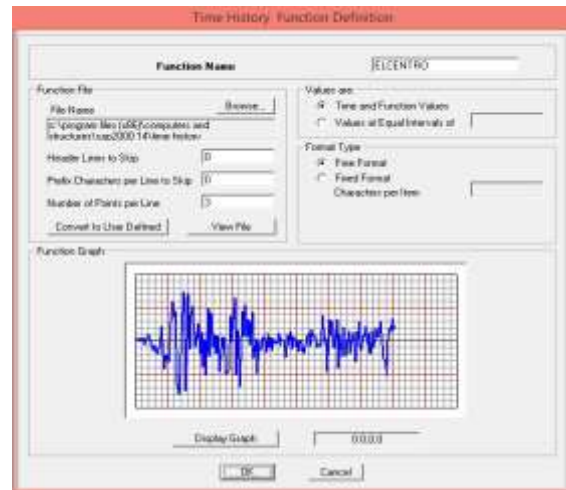 Time History Function Definition
Function Name
ELCENTRO
Function File
File Name
Browse...
c:\program files (x86)\computers and
structures\sap2000 14\time history
Header Lines to Skip
0
Prefix Characters per Line to Skip
0
Number of Points per Line
3
Convert to User Defined
View File
Values are:
Time and Function Values
Values at Equal Intervals of
Format Type
Free Format
Fixed Format
Characters per Item
Function Graph
Display Graph
OK
Cancel